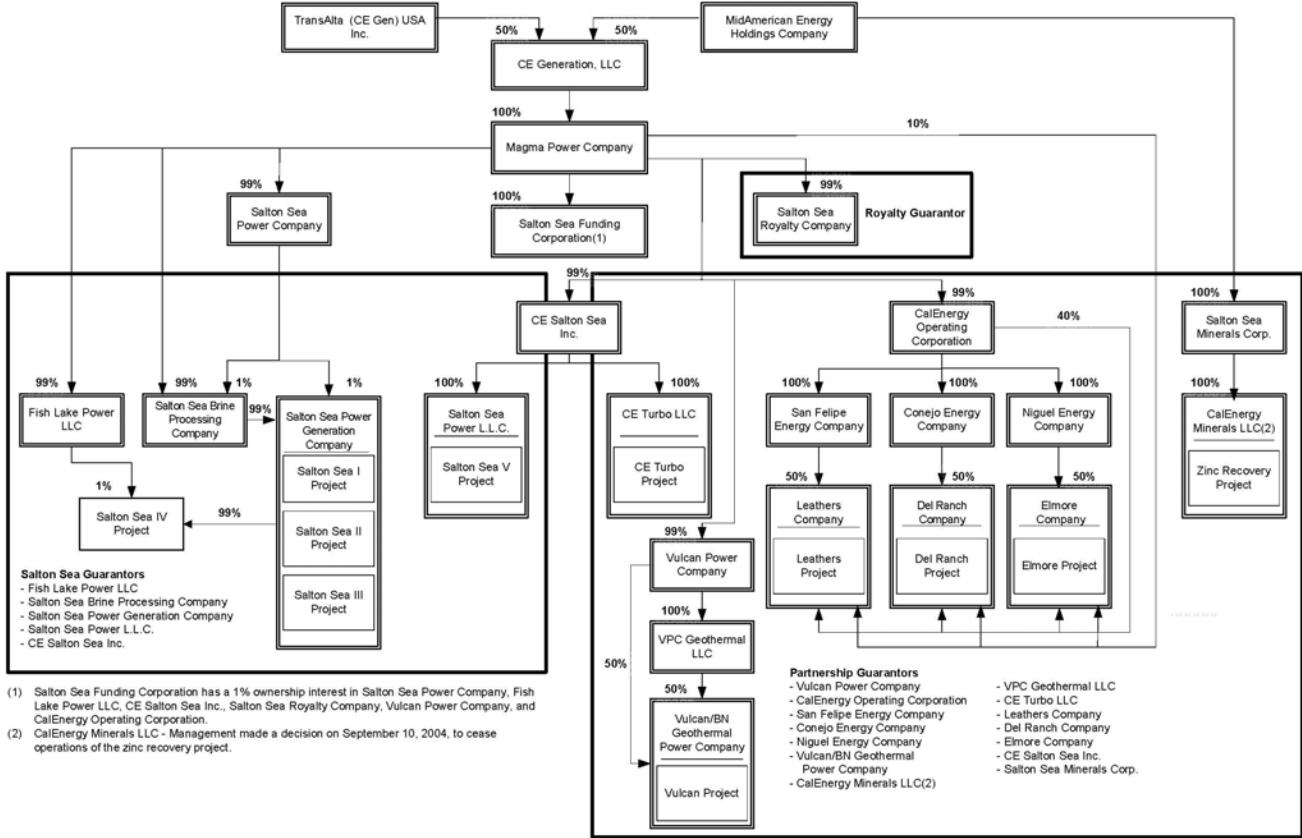 TransAlta (CE Gen) USA
Inc.
MidAmerican Energy
Holdings Company
50%
50%
CE Generation, LLC
100%
Magma Power Company
10%
99%
Salton Sea
Power Company
100%
Salton Sea Funding
Corporation(1)
99%
Salton Sea
Royalty Company
Royalty Guarantor
99%
CE Salton Sea
Inc.
99%
CalEnergy
Operating
Corporation
40%
100%
Salton Sea
Minerals Corp.
99%
Fish Lake Power
LLC
99%
1%
Salton Sea Brine
Processing
Company
99%
1%
Salton Sea Power
Generation
Company
Salton Sea I
Project
Salton Sea II
Project
Salton Sea III
Project
1%
Salton Sea IV
Project
99%
100%
Salton Sea
Power L.L.C.
Salton Sea V
Project
100%
CE Turbo LLC
CE Turbo
Project
100%
San Felipe
Energy Company
100%
Conejo Energy
Company
100%
Niguel Energy
Company
100%
CalEnergy
Minerals LLC(2)
Zinc Recovery
Project
50%
Leathers
Company
Leathers
Project
50%
Del Ranch
Company
Del Ranch
Project
50%
Elmore
Company
Elmore Project
99%
Vulcan Power
Company
100%
VPC Geothermal
LLC
50%
50%
Vulcan/BN
Geothermal
Power Company
Vulcan Project
Salton Sea Guarantors
- Fish Lake Power LLC
- Salton Sea Brine Processing Company
- Salton Sea Power Generation Company
- Salton Sea Power L.L.C.
- CE Salton Sea Inc.
Partnership Guarantors
- Vulcan Power Company
- CalEnergy Operating Corporation
- San Felipe Energy Company
- Conejo Energy Company
- Niguel Energy Company
- Vulcan/BN Geothermal
Power Company
- CalEnergy Minerals LLC(2)
- VPC Geothermal LLC
- CE Turbo LLC
- Leathers Company
- Del Ranch Company
- Elmore Company
- CE Salton Sea Inc.
- Salton Sea Minerals Corp.
(1) Salton Sea Funding Corporation has a 1% ownership interest in Salton Sea Power Company, Fish
Lake Power LLC, CE Salton Sea Inc., Salton Sea Royalty Company, Vulcan Power Company, and
CalEnergy Operating Corporation.
(2) CalEnergy Minerals LLC - Management made a decision on September 10, 2004, to cease
operations of the zinc recovery project.